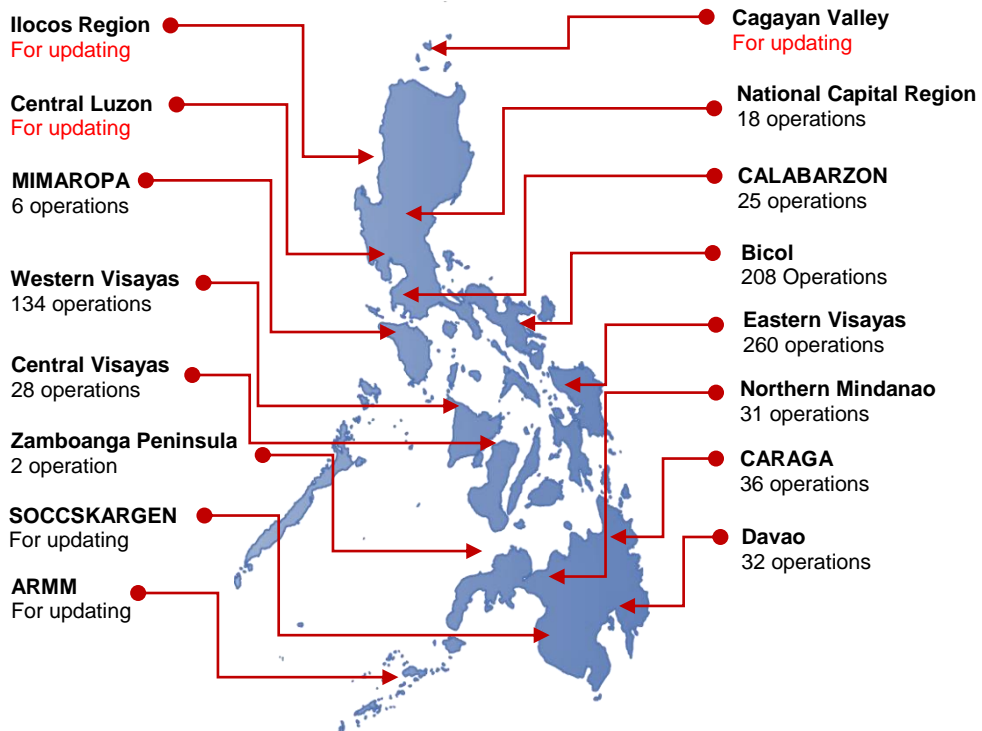 Ilocos Region
For updating
Central Luzon
For updating
MIMAROPA
6 operations
Western Visayas
134 operations
Central Visayas
28 operations
Zamboanga Peninsula
2 operation
SOCCSKARGEN
For updating
ARMM
For updating
Cagayan Valley
For updating
National Capital Region
18 operations
CALABARZON
25 operations
Bicol
208 Operations
Eastern Visayas
260 operations
Northern Mindanao
31 operations
CARAGA
36 operations
Davao
32 operations